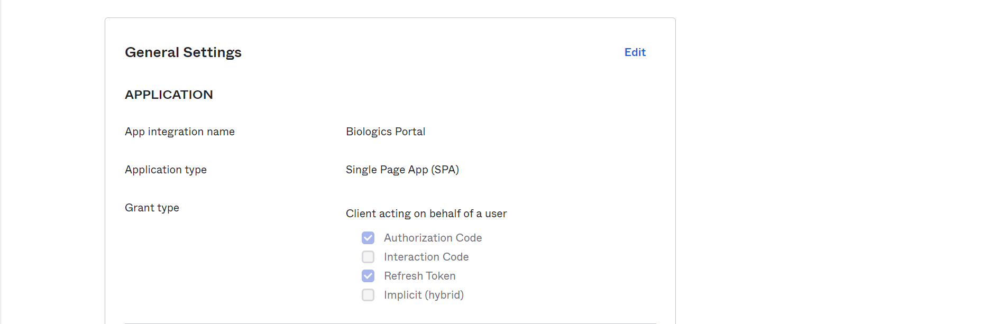 General Settings
Edit
APPLICATION
App integration name
Biologics Portal
Application type
Single Page App (SPA)
Grant type
Client acting on behalf of a user
Authorization Code
Interaction Code
Refresh Token
Implicit (hybrid)